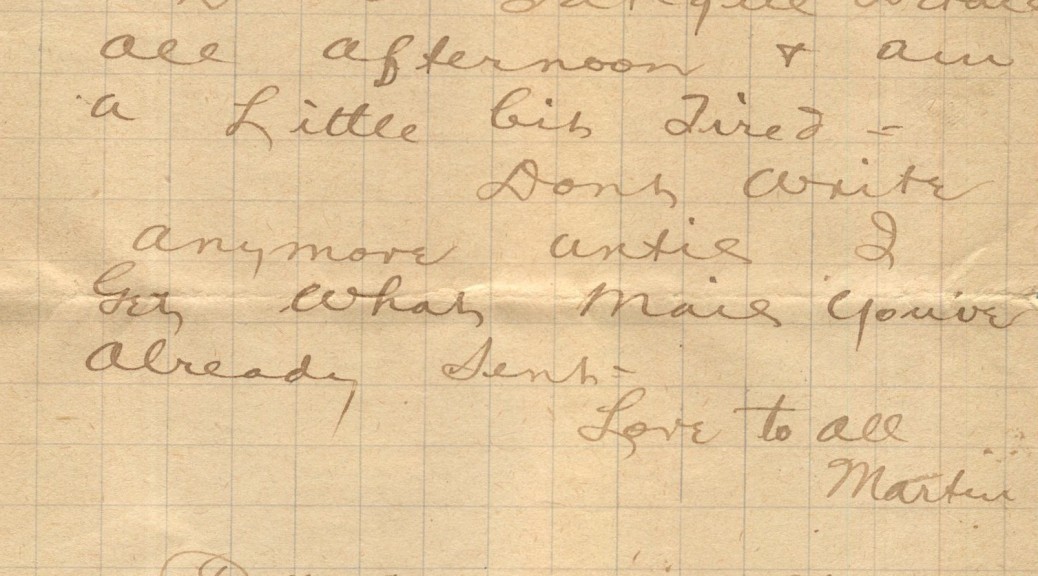 Fatigue
all afternoon & am
a Little bit Tired =
Dont Write
anymore until I
Get What Mail You've
Already Sent -
Love to all
Martin